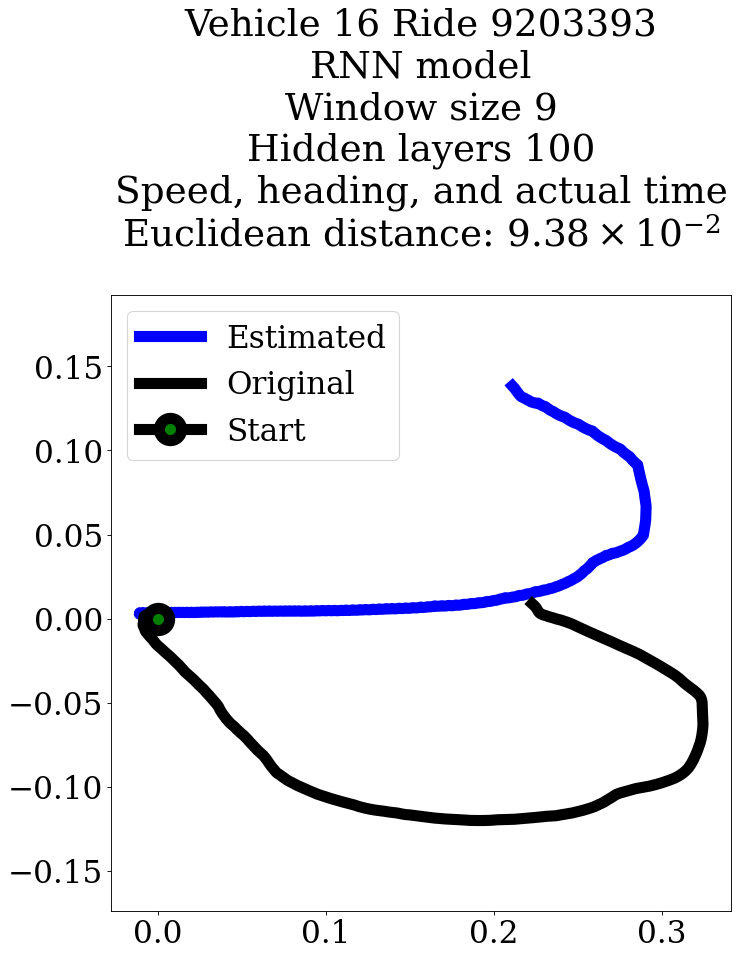 Vehicle 16 Ride 9203393
RNN model
Window size 9
Hidden layers 100
Speed, heading, and actual time
Euclidean distance: 9.38 × 10⁻²
Estimated
Original
Start
0.15
0.10
0.05
0.00
−0.05
−0.10
−0.15
0.0 0.1 0.2 0.3